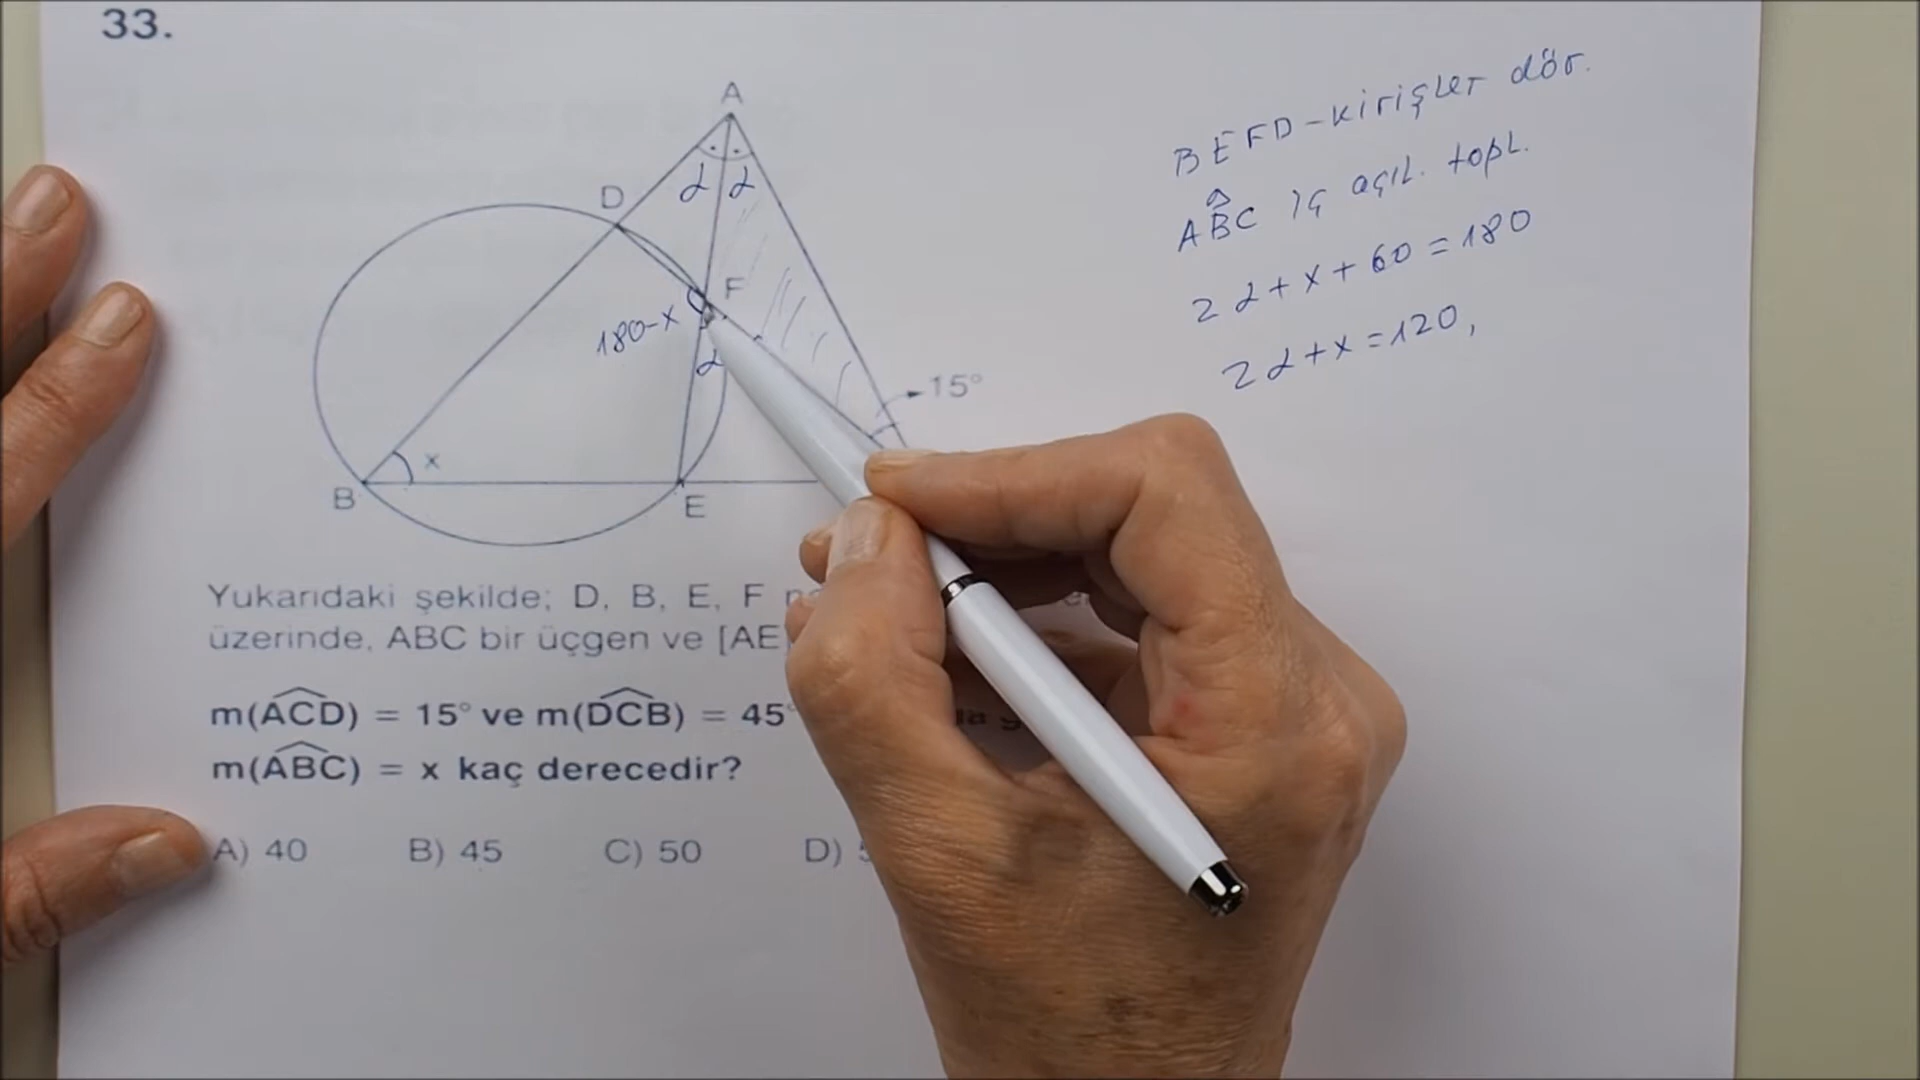 33.
A
D
α α
F
180-x
α
15°
x
B
E
BEFD-kirişler dör.
ABC iç açıl. topl.
2α+x+60=180
2α+x=120,
Yukarıdaki şekilde; D, B, E, F
üzerinde, ABC bir üçgen ve [AE]
m(ACD) = 15° ve m(DCB) = 45°
m(ABC) = x kaç derecedir?
A) 40 B) 45 C) 50 D)